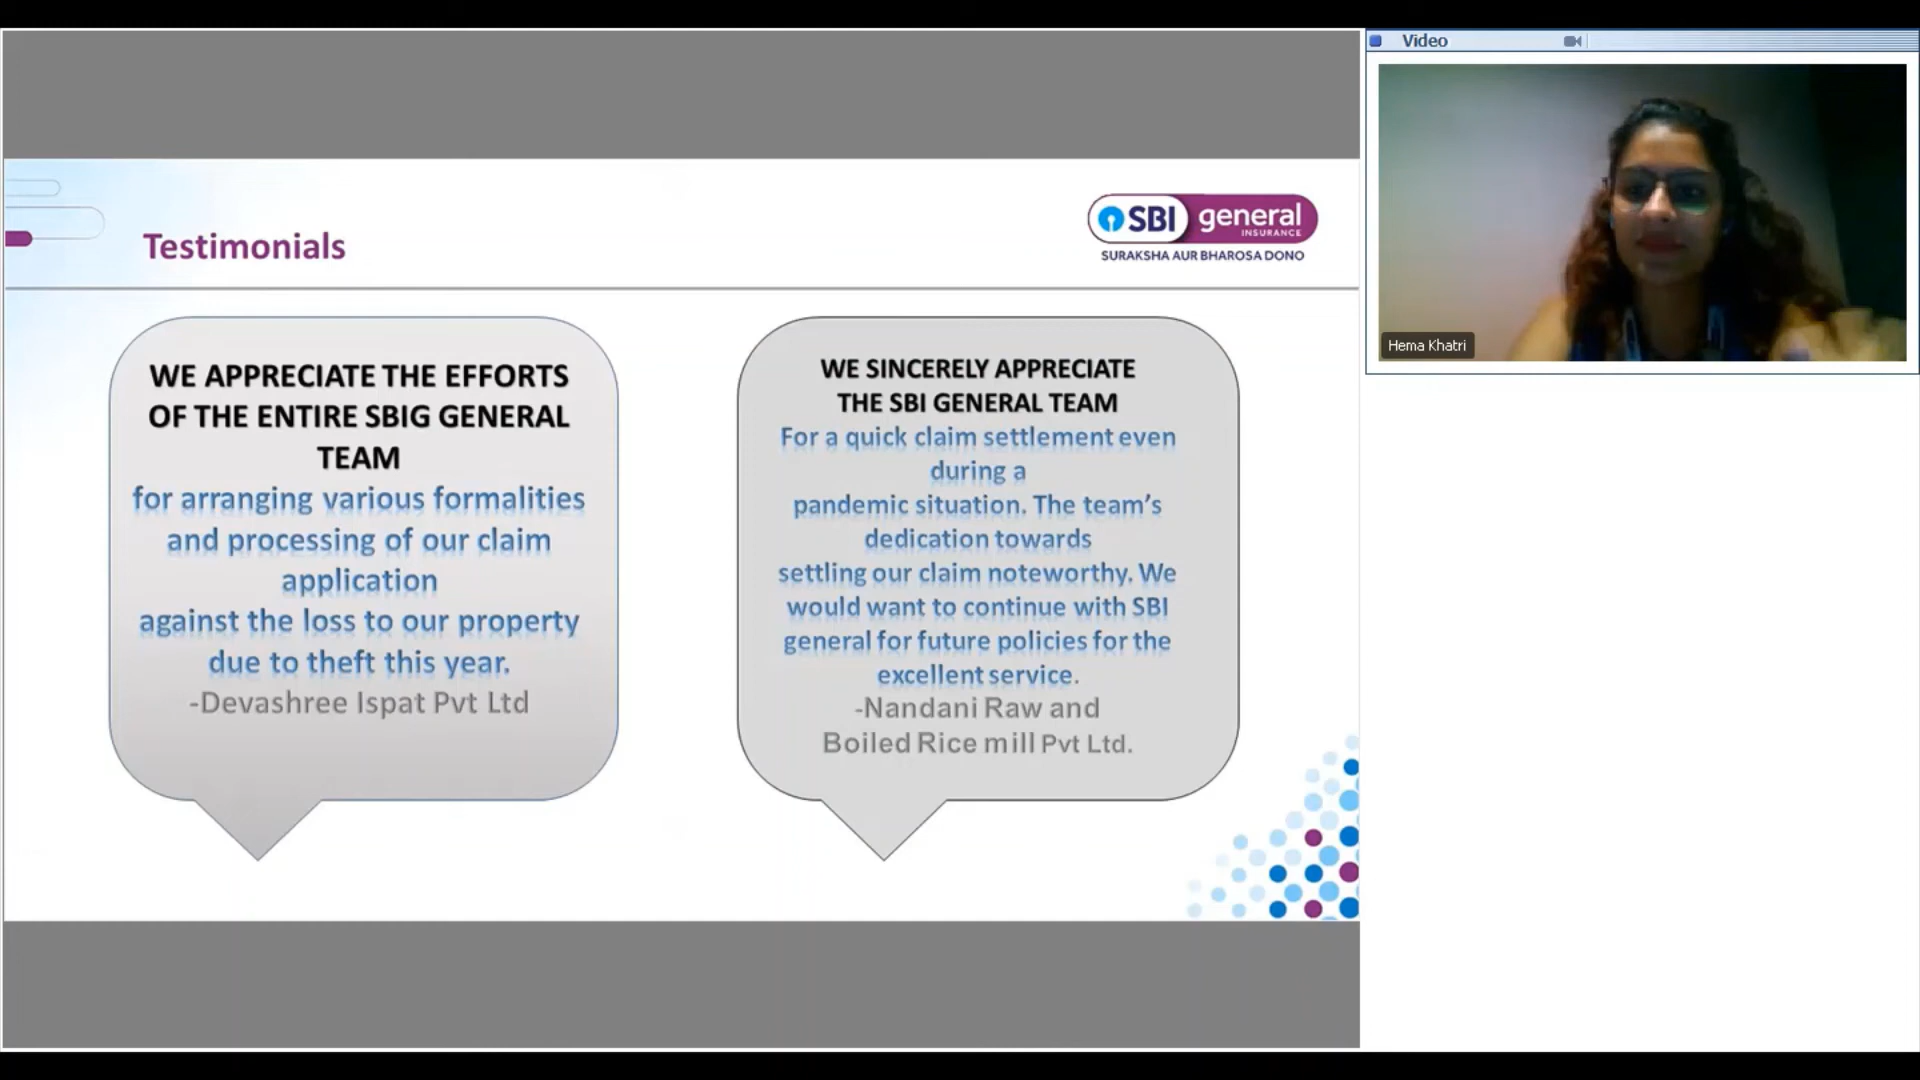 Testimonials
SBI general
INSURANCE
SURAKSHA AUR BHAROSA DONO
WE APPRECIATE THE EFFORTS
OF THE ENTIRE SBIG GENERAL
TEAM
for arranging various formalities
and processing of our claim
application
against the loss to our property
due to theft this year.
-Devashree Ispat Pvt Ltd
WE SINCERELY APPRECIATE
THE SBI GENERAL TEAM
For a quick claim settlement even
during a
pandemic situation. The team's
dedication towards
settling our claim noteworthy. We
would want to continue with SBI
general for future policies for the
excellent service.
-Nandani Raw and
Boiled Rice mill Pvt Ltd.
Video
Hema Khatri